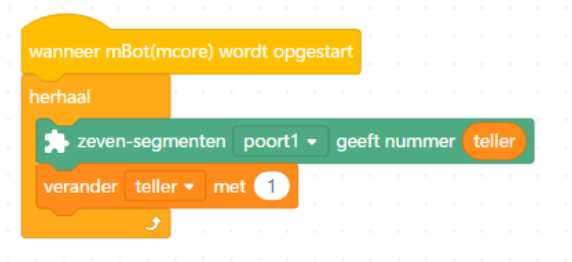 wanneer mBot(mcore) wordt opgestart
herhaal
zeven-segmenten poort1 geeft nummer teller
verander teller met 1